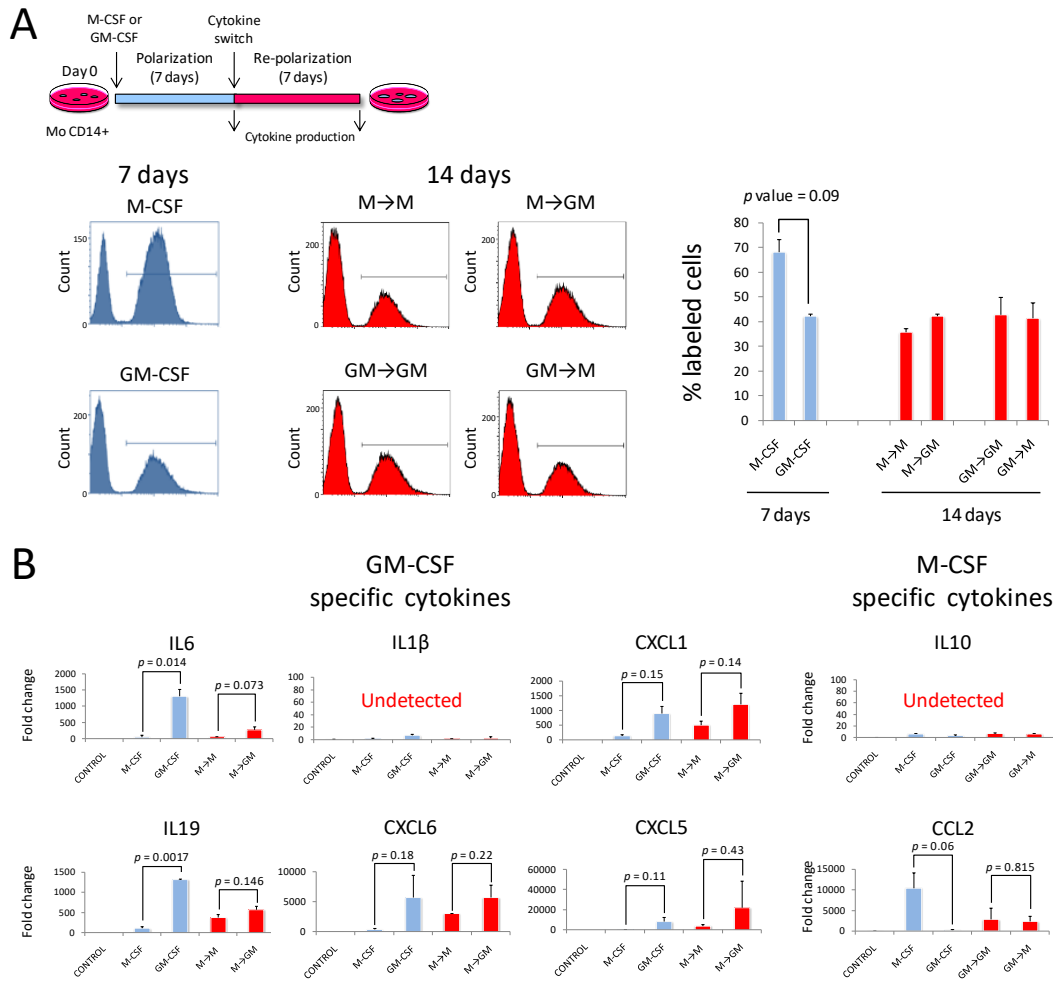 A
M-CSF or
GM-CSF
Cytokine
switch
Day 0
Polarization
(7 days)
Re-polarization
(7 days)
Mo CD14+
Cytokine production
7 days
14 days
M-CSF
M→M
M→GM
150
0
Count
200
0
Count
200
0
Count
GM-CSF
GM→GM
GM→M
200
0
Count
200
0
Count
200
0
Count
p value = 0.09
80
70
60
50
40
30
20
10
0
% labeled cells
M-CSF
GM-CSF
M→M
M→GM
GM→GM
GM→M
7 days
14 days
B
GM-CSF
specific cytokines
M-CSF
specific cytokines
IL6
p = 0.014
p = 0.073
Fold change
2000
1500
1000
500
0
CONTROL
M-CSF
GM-CSF
M→M
M→GM
IL1β
Undetected
100
80
60
40
20
0
CONTROL
M-CSF
GM-CSF
M→M
M→GM
CXCL1
p = 0.15
p = 0.14
2000
1500
1000
500
0
CONTROL
M-CSF
GM-CSF
M→M
M→GM
IL10
Undetected
Fold change
100
80
60
40
20
0
CONTROL
M-CSF
GM-CSF
GM→GM
GM→M
IL19
p = 0.0017
p = 0.146
Fold change
1500
1000
500
0
CONTROL
M-CSF
GM-CSF
M→M
M→GM
CXCL6
p = 0.18
p = 0.22
10000
8000
6000
4000
2000
0
CONTROL
M-CSF
GM-CSF
M→M
M→GM
CXCL5
p = 0.11
p = 0.43
60000
40000
20000
0
CONTROL
M-CSF
GM-CSF
M→M
M→GM
CCL2
p = 0.06
p = 0.815
Fold change
15000
10000
5000
0
CONTROL
M-CSF
GM-CSF
GM→GM
GM→M